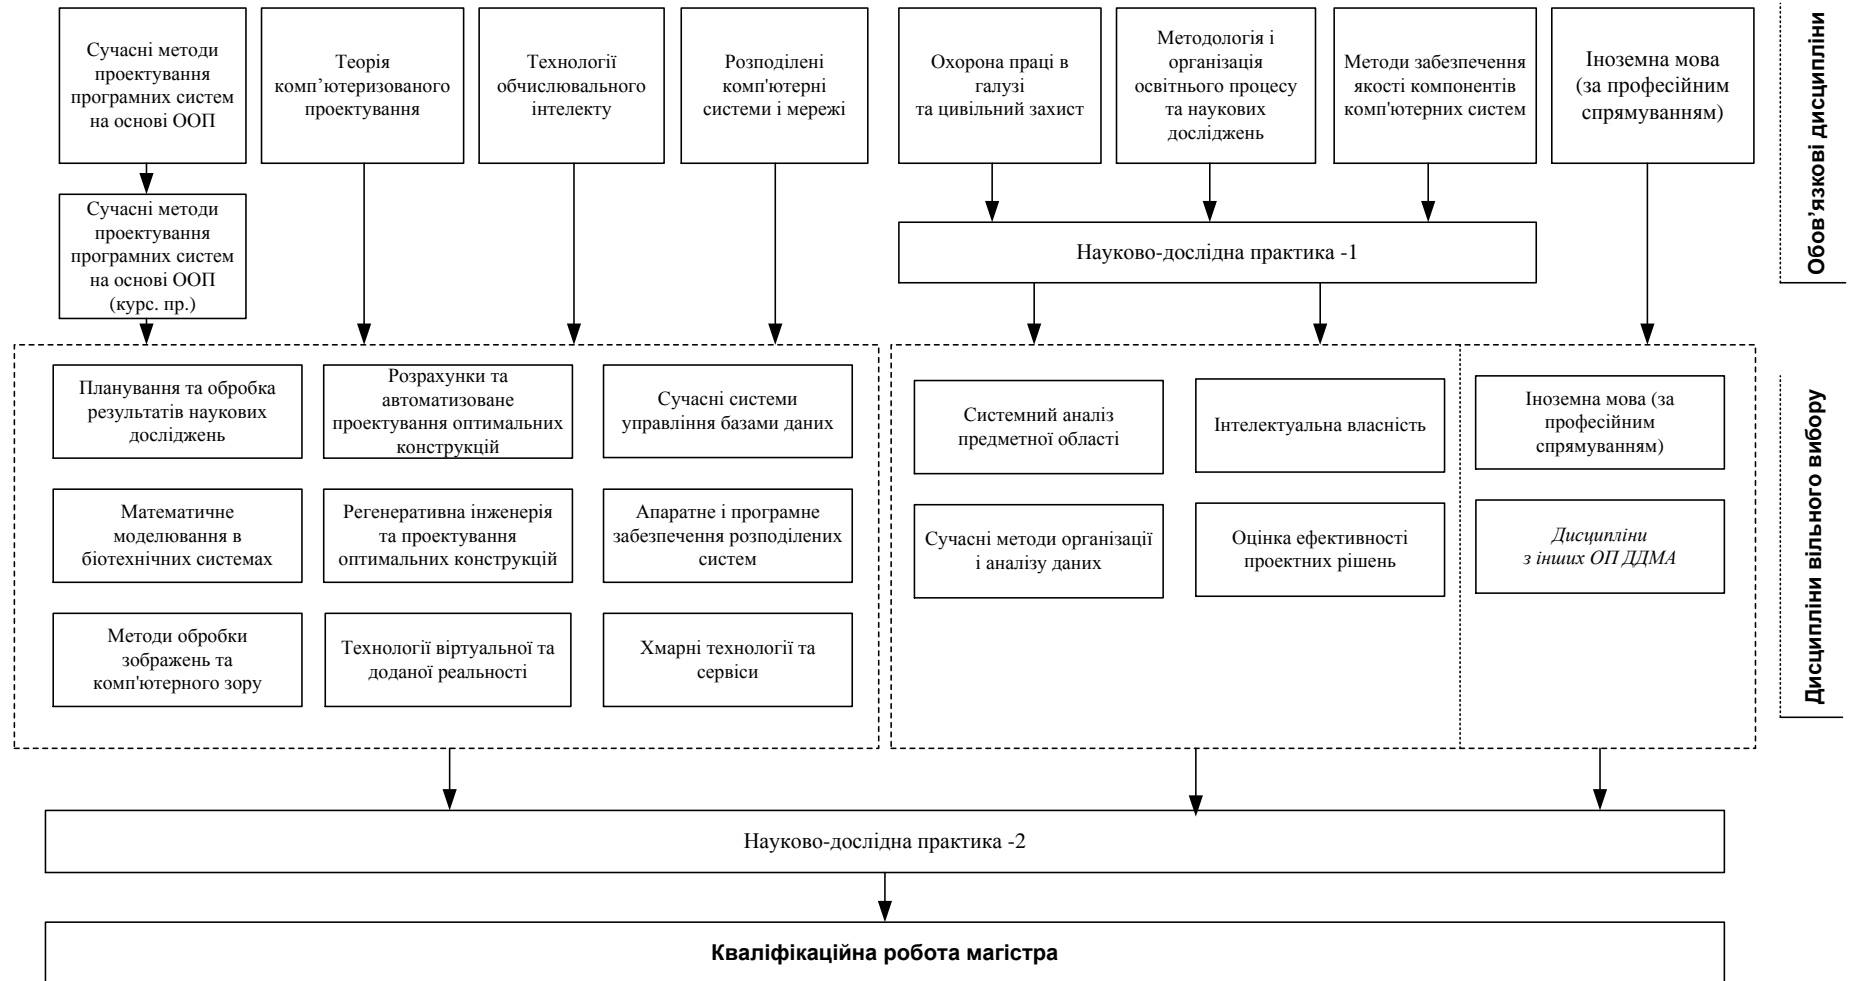 Сучасні методи
проектування
програмних систем
на основі ООП
Теорія
комп’ютеризованого
проектування
Технології
обчислювального
інтелекту
Розподілені
комп'ютерні
системи і мережі
Охорона праці в
галузі
та цивільний захист
Методологія і
організація
освітнього процесу
та наукових
досліджень
Методи забезпечення
якості компонентів
комп'ютерних систем
Іноземна мова
(за професійним
спрямуванням)
Обов’язкові дисципліни
Сучасні методи
проектування
програмних систем
на основі ООП
(курс. пр.)
Науково-дослідна практика -1
Планування та обробка
результатів наукових
досліджень
Розрахунки та
автоматизоване
проектування оптимальних
конструкцій
Сучасні системи
управління базами даних
Системний аналіз
предметної області
Інтелектуальна власність
Іноземна мова (за
професійним
спрямуванням)
Дисципліни вільного вибору
Математичне
моделювання в
біотехнічних системах
Регенеративна інженерія
та проектування
оптимальних конструкцій
Апаратне і програмне
забезпечення розподілених
систем
Сучасні методи організації
і аналізу даних
Оцінка ефективності
проектних рішень
Дисципліни
з інших ОП ДДМА
Методи обробки
зображень та
комп'ютерного зору
Технології віртуальної та
доданої реальності
Хмарні технології та
сервіси
Науково-дослідна практика -2
Кваліфікаційна робота магістра